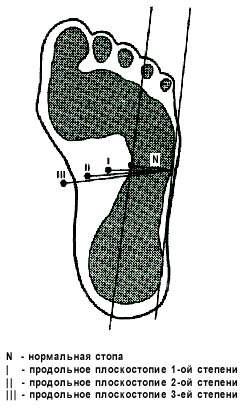 N
I
II
III
N - нормальная стопа
| - продольное плоскостопие 1-ой степени
|| - продольное плоскостопие 2-ой степени
||| - продольное плоскостопие 3-ей степени